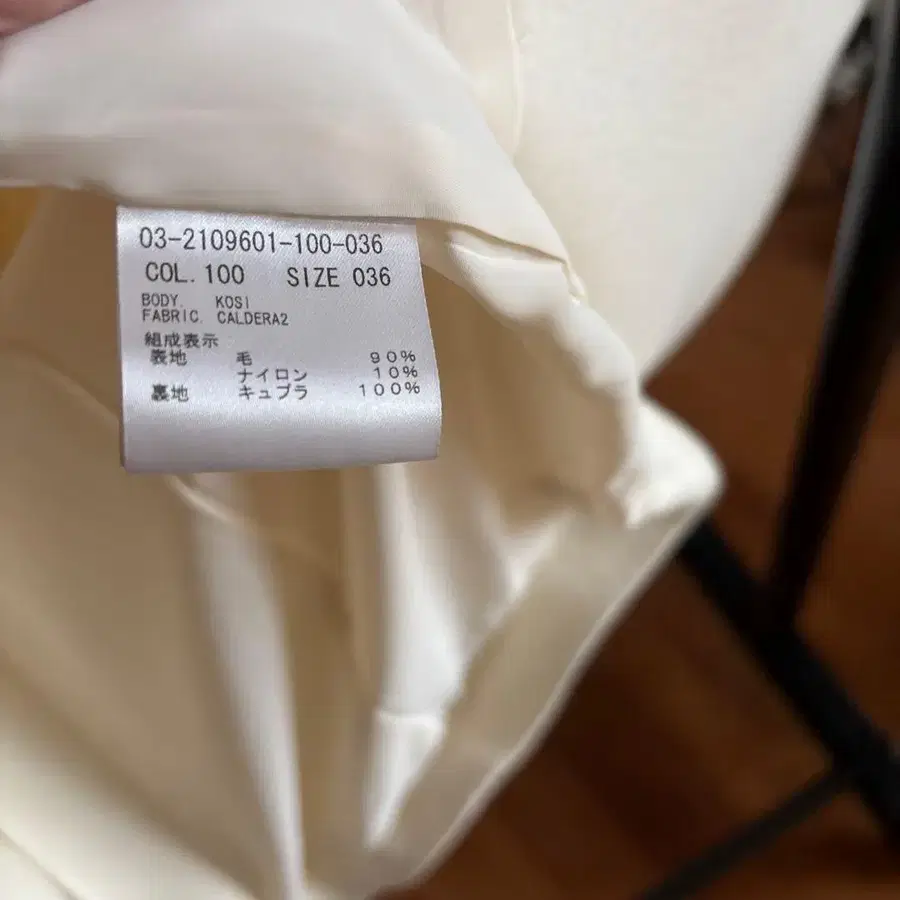 03-2109601-100-036
COL. 100 SIZE 036
BODY. KOSI
FABRIC. CALDERA2
組成表示
表地 毛 90%
ナイロン 10%
裏地 キュプラ 100%